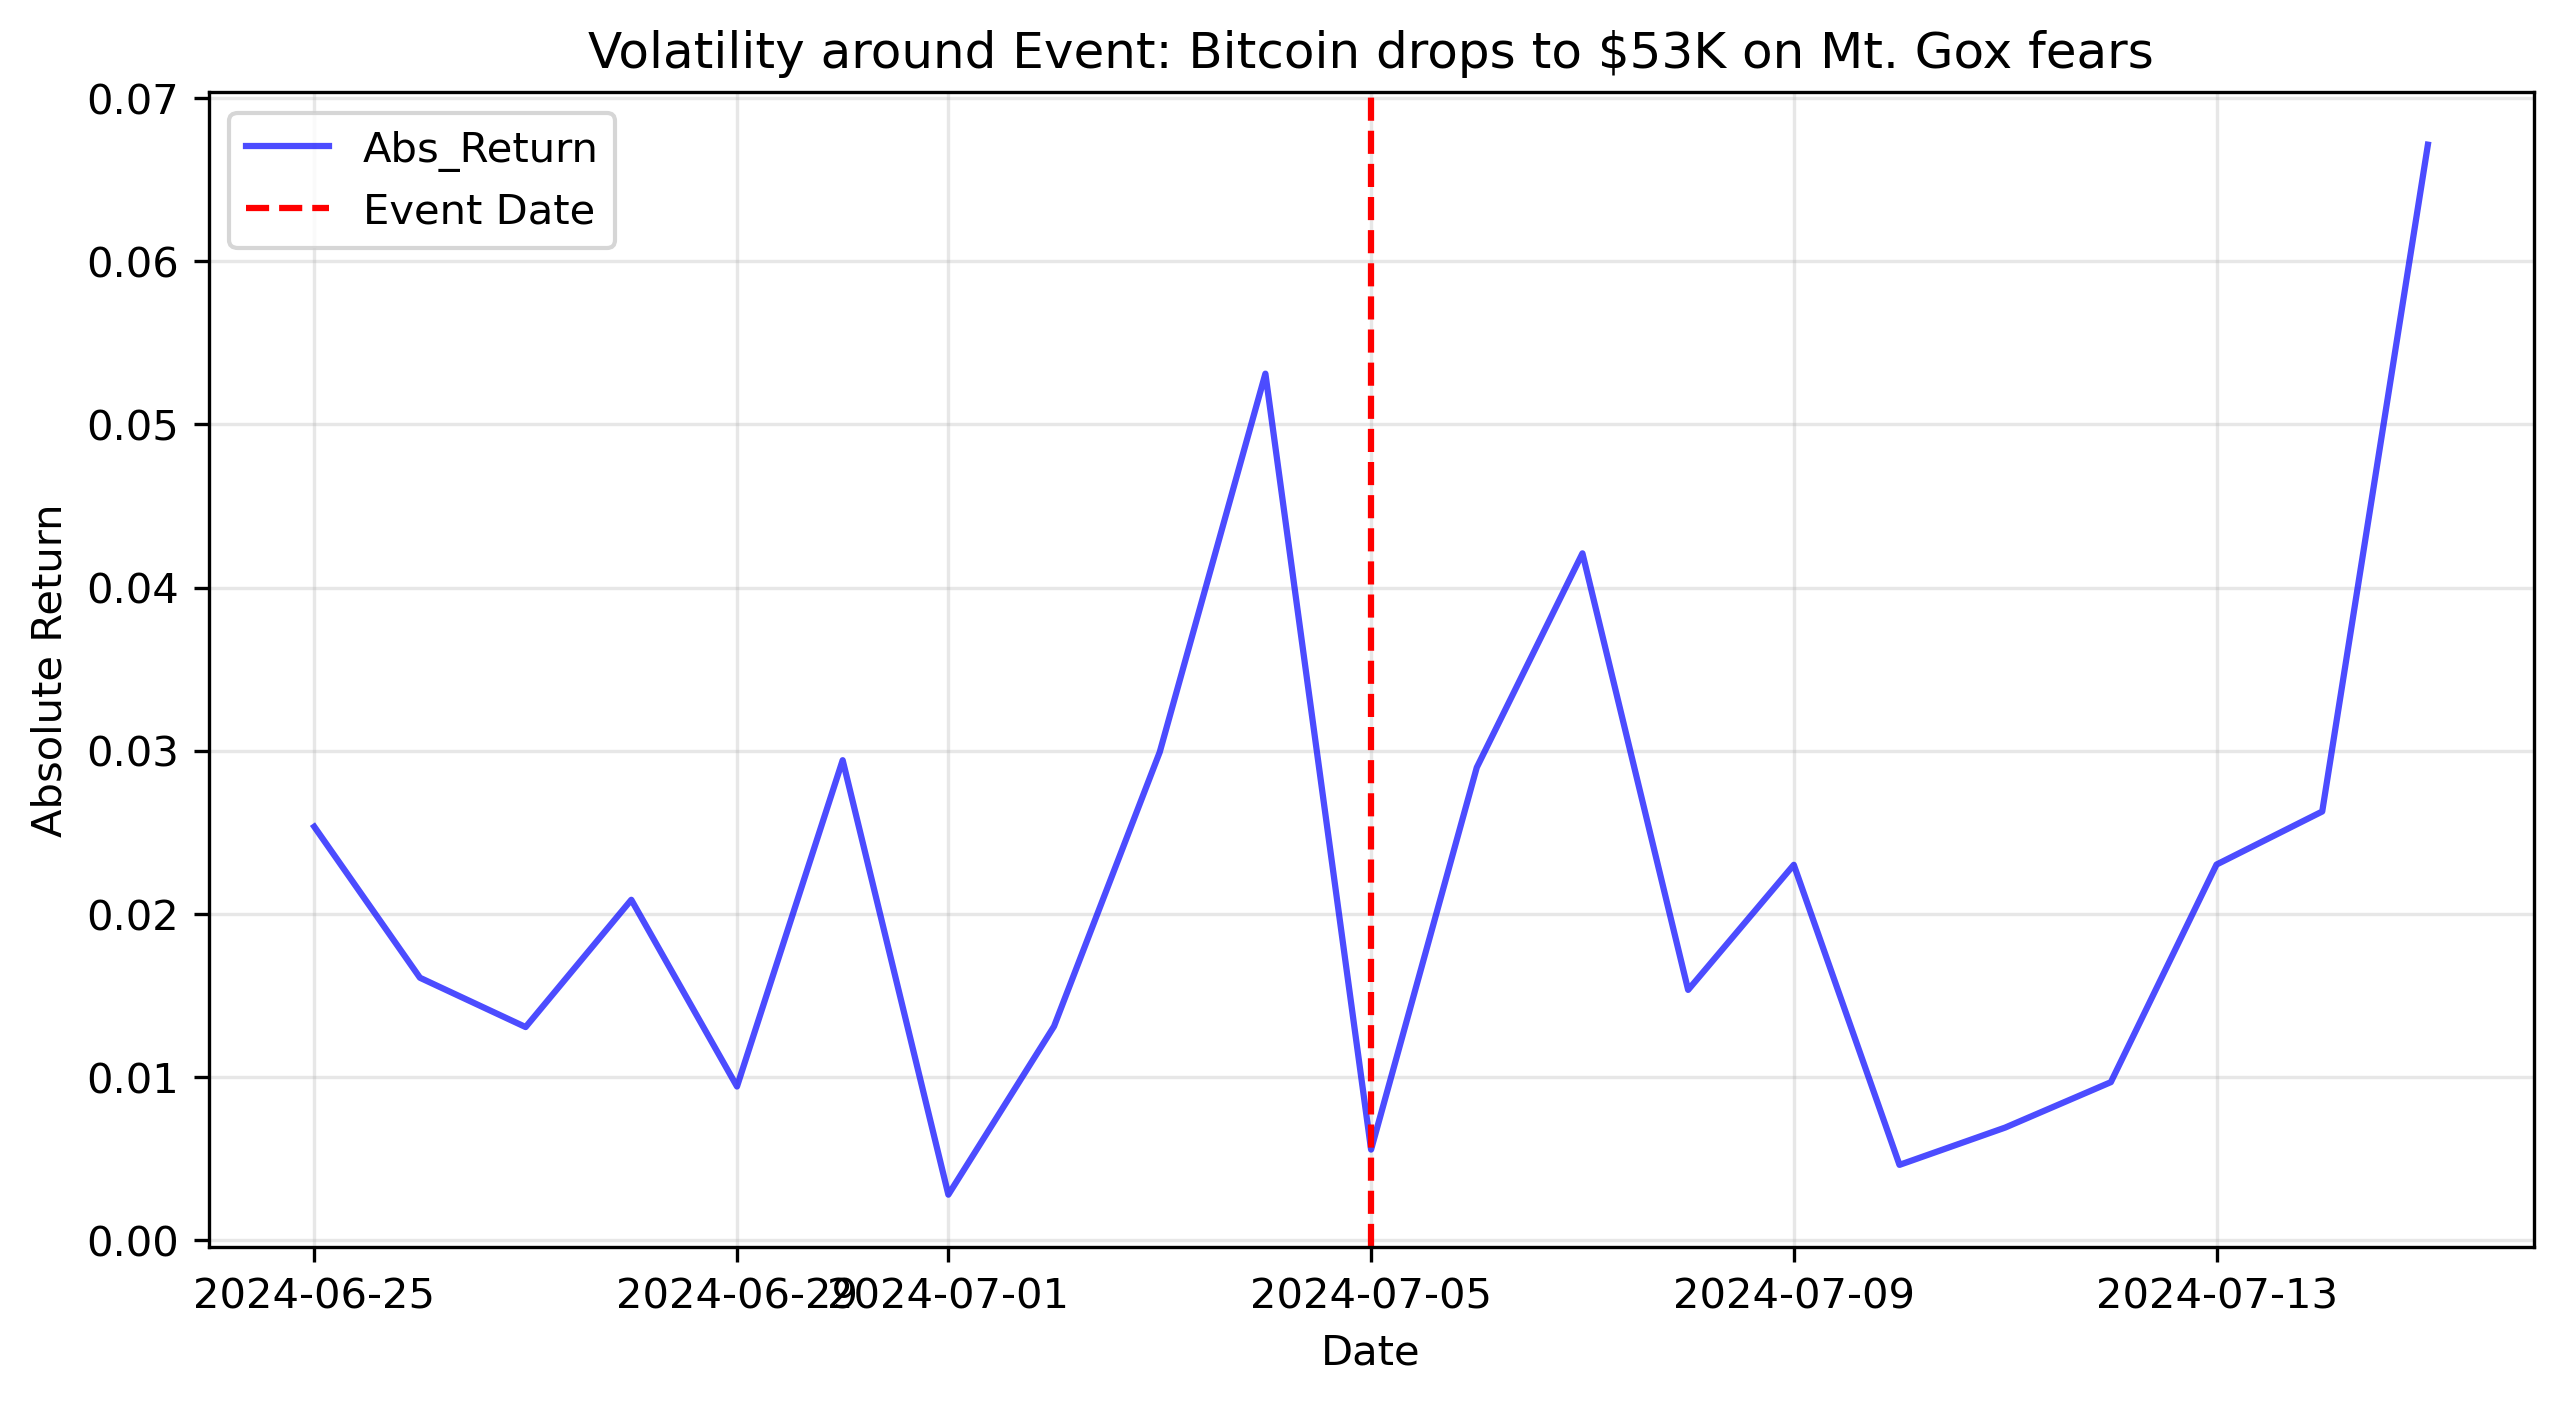 Volatility around Event: Bitcoin drops to $53K on Mt. Gox fears
Abs_Return
Event Date
Absolute Return
0.07
0.06
0.05
0.04
0.03
0.02
0.01
0.00
2024-06-25
2024-06-29
2024-07-01
2024-07-05
2024-07-09
2024-07-13
Date